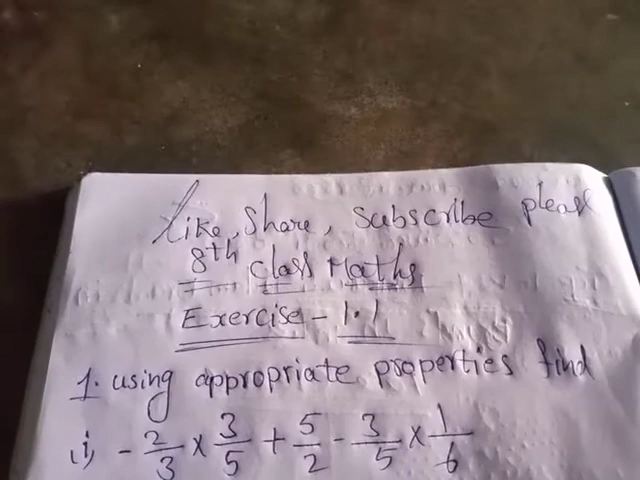 Like, Share, Subscribe please
8th Class Maths
Exercise - 1.1
1. using appropriate properties find
(i) - 2/3 × 3/5 + 5/2 - 3/5 × 1/6